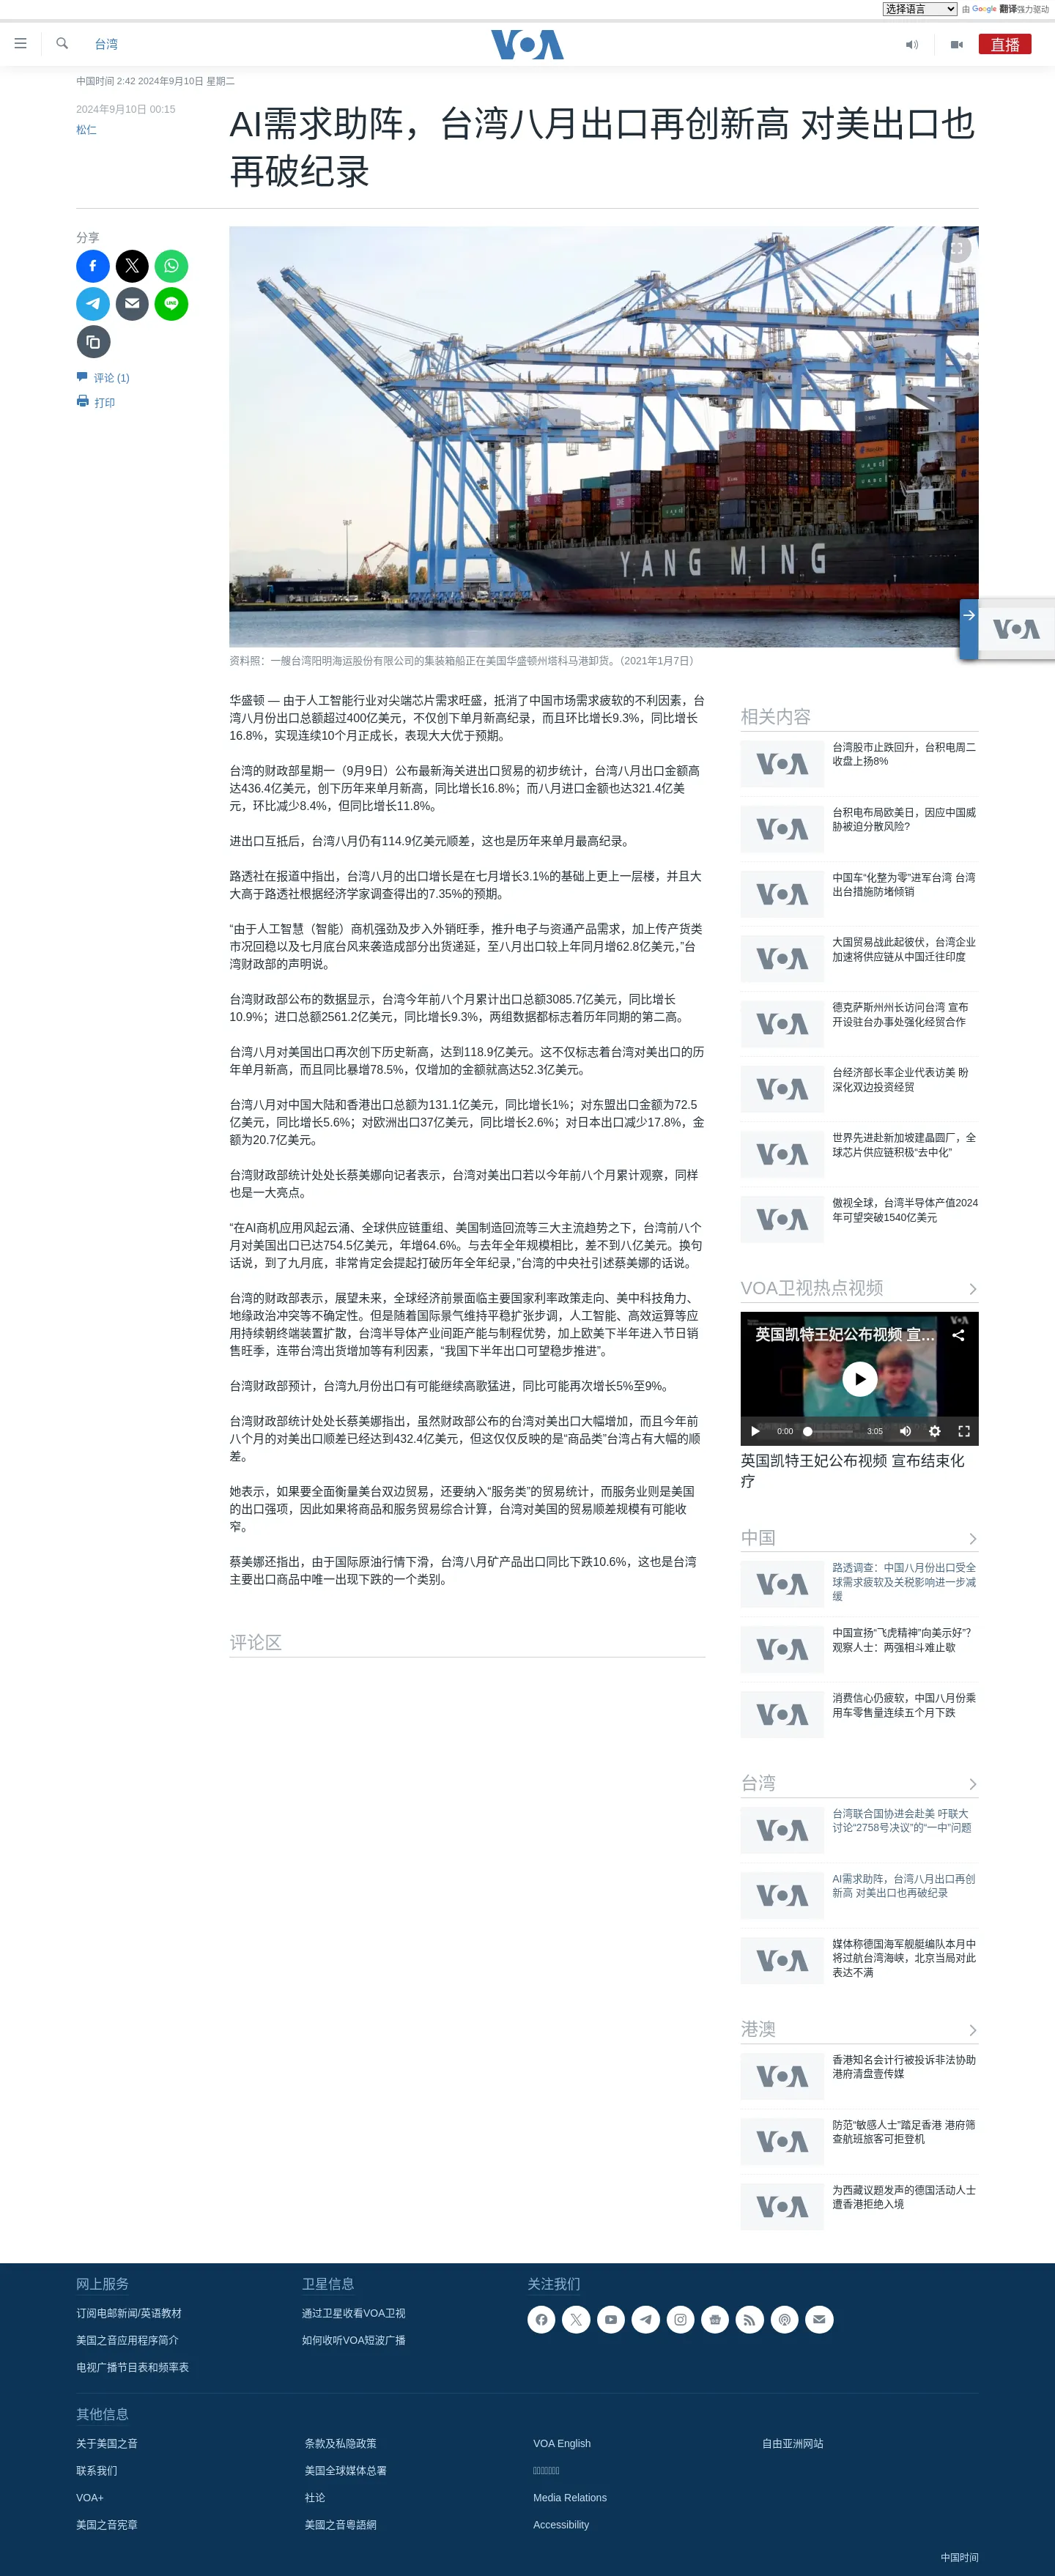 选择语言 由 Google 翻译强力驱动
台湾
VOA
直播
中国时间 2:42 2024年9月10日 星期二
2024年9月10日 00:15
松仁
AI需求助阵，台湾八月出口再创新高 对美出口也
再破纪录
分享
评论 (1)
打印
YANG MING
VOA
资料照：一艘台湾阳明海运股份有限公司的集装箱船正在美国华盛顿州塔科马港卸货。（2021年1月7日）
华盛顿 — 由于人工智能行业对尖端芯片需求旺盛，抵消了中国市场需求疲软的不利因素，台
湾八月份出口总额超过400亿美元，不仅创下单月新高纪录，而且环比增长9.3%，同比增长
16.8%，实现连续10个月正成长，表现大大优于预期。
台湾的财政部星期一（9月9日）公布最新海关进出口贸易的初步统计，台湾八月出口金额高
达436.4亿美元，创下历年来单月新高，同比增长16.8%；而八月进口金额也达321.4亿美
元，环比减少8.4%，但同比增长11.8%。
进出口互抵后，台湾八月仍有114.9亿美元顺差，这也是历年来单月最高纪录。
路透社在报道中指出，台湾八月的出口增长是在七月增长3.1%的基础上更上一层楼，并且大
大高于路透社根据经济学家调查得出的7.35%的预期。
“由于人工智慧（智能）商机强劲及步入外销旺季，推升电子与资通产品需求，加上传产货类
市况回稳以及七月底台风来袭造成部分出货递延，至八月出口较上年同月增62.8亿美元，”台
湾财政部的声明说。
台湾财政部公布的数据显示，台湾今年前八个月累计出口总额3085.7亿美元，同比增长
10.9%；进口总额2561.2亿美元，同比增长9.3%，两组数据都标志着历年同期的第二高。
台湾八月对美国出口再次创下历史新高，达到118.9亿美元。这不仅标志着台湾对美出口的历
年单月新高，而且同比暴增78.5%，仅增加的金额就高达52.3亿美元。
台湾八月对中国大陆和香港出口总额为131.1亿美元，同比增长1%；对东盟出口金额为72.5
亿美元，同比增长5.6%；对欧洲出口37亿美元，同比增长2.6%；对日本出口减少17.8%，金
额为20.7亿美元。
台湾财政部统计处处长蔡美娜向记者表示，台湾对美出口若以今年前八个月累计观察，同样
也是一大亮点。
“在AI商机应用风起云涌、全球供应链重组、美国制造回流等三大主流趋势之下，台湾前八个
月对美国出口已达754.5亿美元，年增64.6%。与去年全年规模相比，差不到八亿美元。换句
话说，到了九月底，非常肯定会提起打破历年全年纪录，”台湾的中央社引述蔡美娜的话说。
台湾的财政部表示，展望未来，全球经济前景面临主要国家利率政策走向、美中科技角力、
地缘政治冲突等不确定性。但是随着国际景气维持平稳扩张步调，人工智能、高效运算等应
用持续朝终端装置扩散，台湾半导体产业间距产能与制程优势，加上欧美下半年进入节日销
售旺季，连带台湾出货增加等有利因素，“我国下半年出口可望稳步推进”。
台湾财政部预计，台湾九月份出口有可能继续高歌猛进，同比可能再次增长5%至9%。
台湾财政部统计处处长蔡美娜指出，虽然财政部公布的台湾对美出口大幅增加，而且今年前
八个月的对美出口顺差已经达到432.4亿美元，但这仅仅反映的是“商品类”台湾占有大幅的顺
差。
她表示，如果要全面衡量美台双边贸易，还要纳入“服务类”的贸易统计，而服务业则是美国
的出口强项，因此如果将商品和服务贸易综合计算，台湾对美国的贸易顺差规模有可能收
窄。
蔡美娜还指出，由于国际原油行情下滑，台湾八月矿产品出口同比下跌10.6%，这也是台湾
主要出口商品中唯一出现下跌的一个类别。
评论区
相关内容
VOA
台湾股市止跌回升，台积电周二
收盘上扬8%
VOA
台积电布局欧美日，因应中国威
胁被迫分散风险?
VOA
中国车“化整为零”进军台湾 台湾
出台措施防堵倾销
VOA
大国贸易战此起彼伏，台湾企业
加速将供应链从中国迁往印度
VOA
德克萨斯州州长访问台湾 宣布
开设驻台办事处强化经贸合作
VOA
台经济部长率企业代表访美 盼
深化双边投资经贸
VOA
世界先进赴新加坡建晶圆厂，全
球芯片供应链积极“去中化”
VOA
傲视全球，台湾半导体产值2024
年可望突破1540亿美元
VOA卫视热点视频
英国凯特王妃公布视频 宣...
VOA
0:00 3:05
英国凯特王妃公布视频 宣布结束化
疗
中国
VOA
路透调查：中国八月份出口受全
球需求疲软及关税影响进一步减
缓
VOA
中国宣扬“飞虎精神”向美示好”？
观察人士：两强相斗难止歇
VOA
消费信心仍疲软，中国八月份乘
用车零售量连续五个月下跌
台湾
VOA
台湾联合国协进会赴美 吁联大
讨论“2758号决议”的“一中”问题
VOA
AI需求助阵，台湾八月出口再创
新高 对美出口也再破纪录
VOA
媒体称德国海军舰艇编队本月中
将过航台湾海峡，北京当局对此
表达不满
港澳
VOA
香港知名会计行被投诉非法协助
港府清盘壹传媒
VOA
防范“敏感人士”踏足香港 港府筛
查航班旅客可拒登机
VOA
为西藏议题发声的德国活动人士
遭香港拒绝入境
网上服务
订阅电邮新闻/英语教材
美国之音应用程序简介
电视广播节目表和频率表
卫星信息
通过卫星收看VOA卫视
如何收听VOA短波广播
关注我们
其他信息
关于美国之音
联系我们
VOA+
美国之音宪章
条款及私隐政策
美国全球媒体总署
社论
美國之音粵語網
VOA English
Media Relations
Accessibility
自由亚洲网站
中国时间